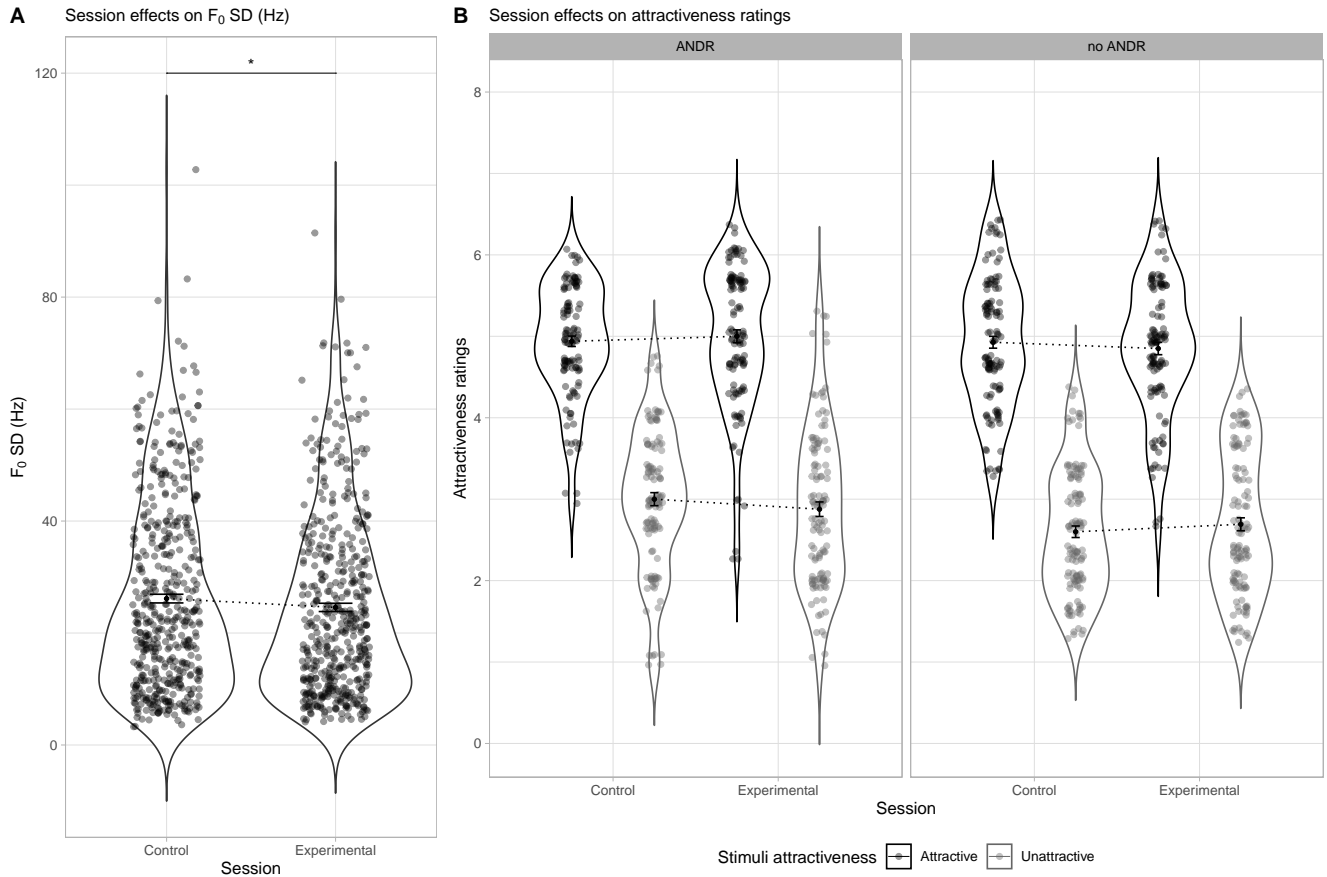 A Session effects on F₀ SD (Hz)
*
F₀ SD (Hz)
120
80
40
0
Control Experimental
Session
B Session effects on attractiveness ratings
ANDR no ANDR
Attractiveness ratings
8
6
4
2
0
Control Experimental Control Experimental
Session
Stimuli attractiveness Attractive Unattractive